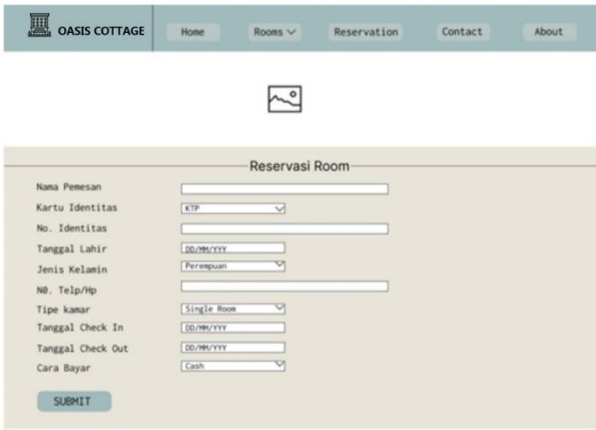 OASIS COTTAGE Home Rooms Reservation Contact About
Reservasi Room
Nama Pemesan
Kartu Identitas KTP
No. Identitas
Tanggal Lahir DD/MM/YYY
Jenis Kelamin Perempuan
N0. Telp/Hp
Tipe kamar Single Room
Tanggal Check In DD/MM/YYY
Tanggal Check Out DD/MM/YYY
Cara Bayar Cash
SUBMIT